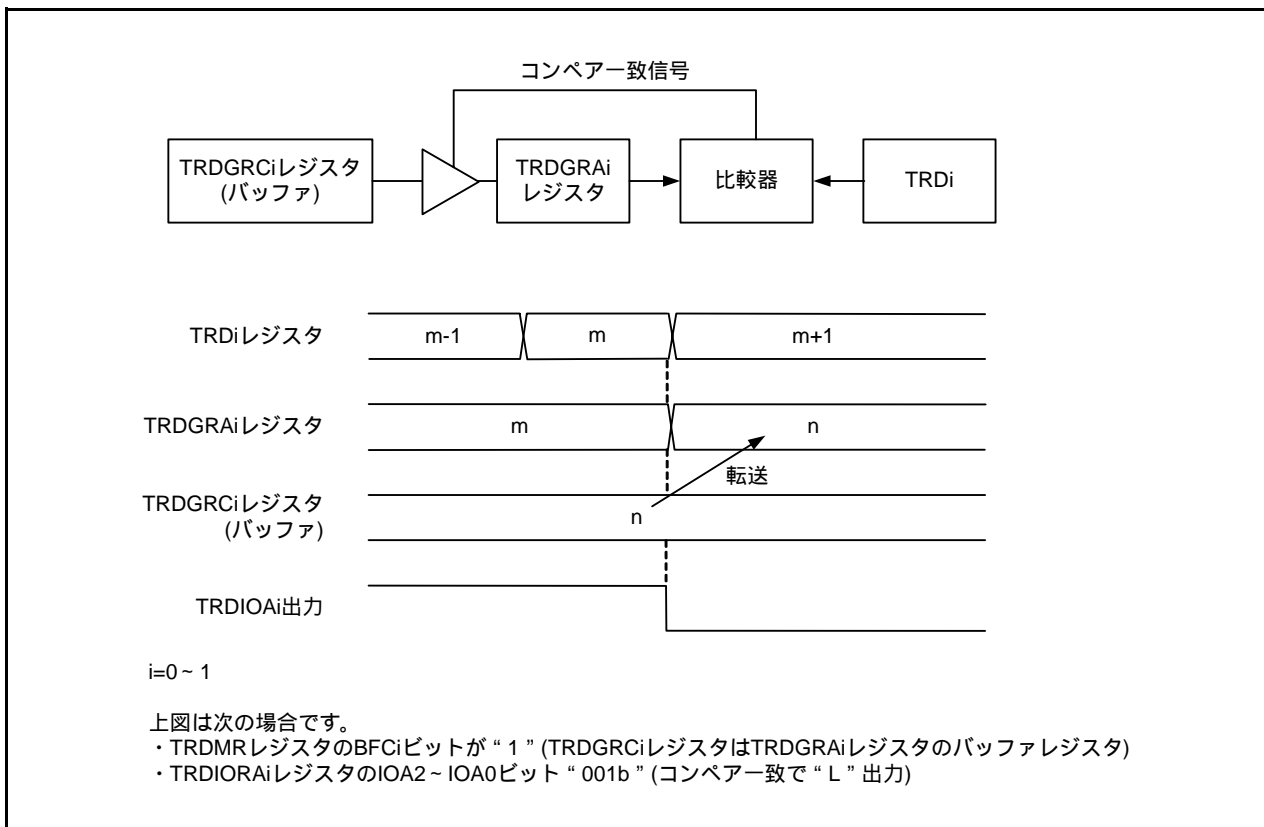 コンペア一致信号
TRDGRCiレジスタ
(バッファ)
TRDGRAi
レジスタ
比較器
TRDi
TRDiレジスタ
m-1
m
m+1
TRDGRAiレジスタ
m
n
転送
TRDGRCiレジスタ
(バッファ)
n
TRDIOAi出力
i=0 ~ 1
上図は次の場合です。
・TRDMRレジスタのBFCiビットが “ 1 ” (TRDGRCiレジスタはTRDGRAiレジスタのバッファレジスタ)
・TRDIORAiレジスタのIOA2 ~ IOA0ビット “ 001b ” (コンペア一致で “ L ” 出力)